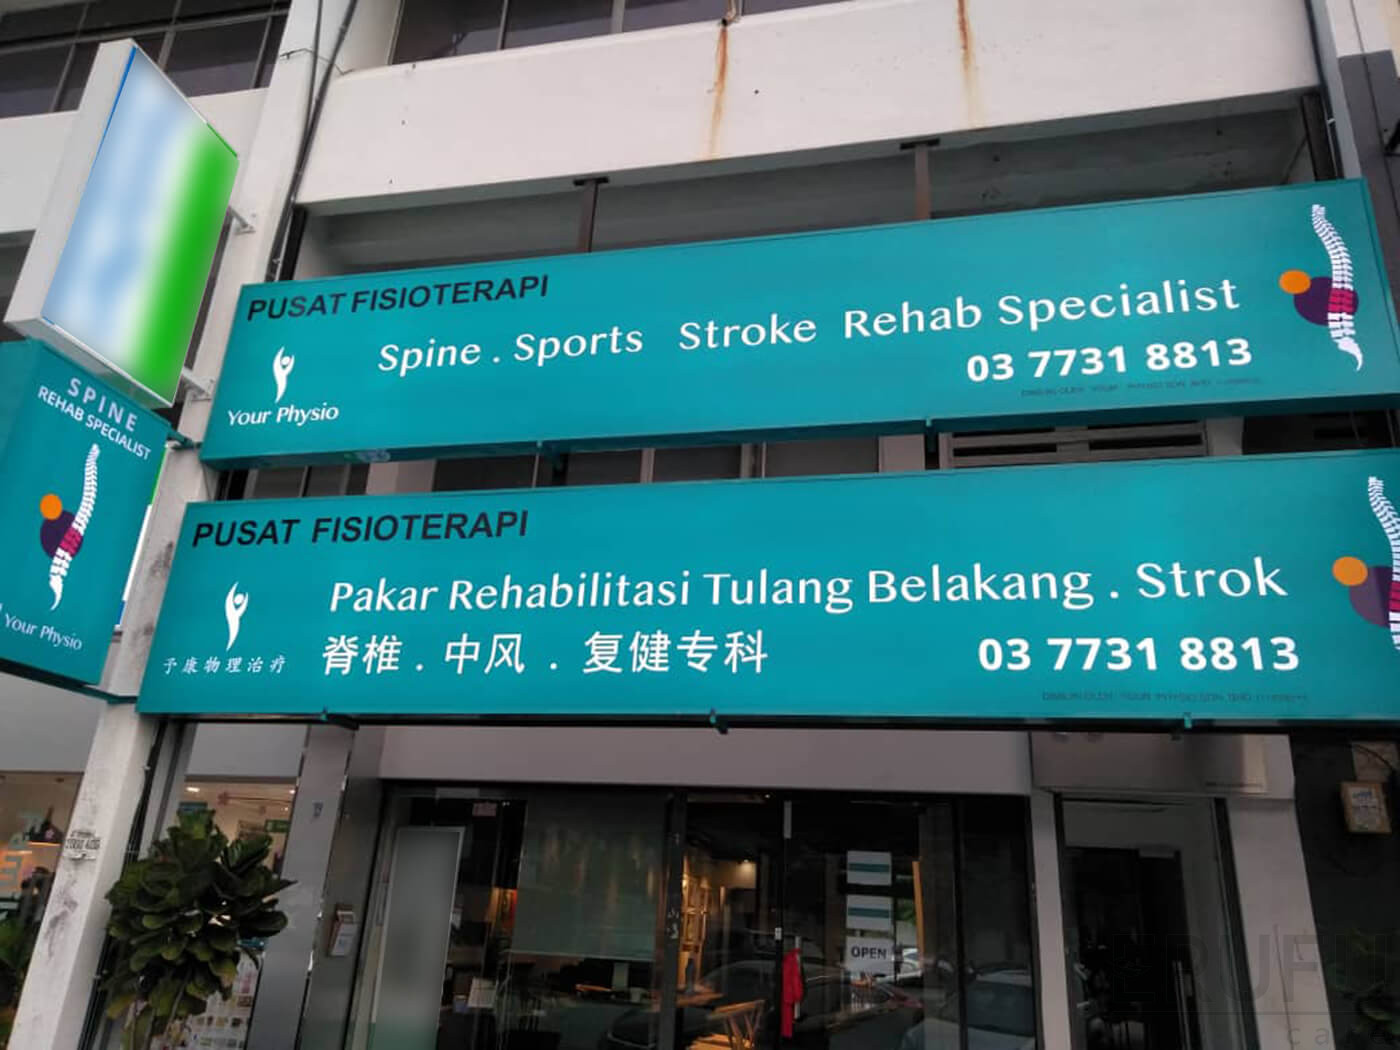 PUSAT FISIOTERAPI
Spine . Sports Stroke Rehab Specialist
03 7731 8813
Your Physio
SPINE
REHAB SPECIALIST
Your Physio
PUSAT FISIOTERAPI
Pakar Rehabilitasi Tulang Belakang . Strok
脊椎 . 中风 . 复健专科
03 7731 8813
予康物理治疗
OPEN